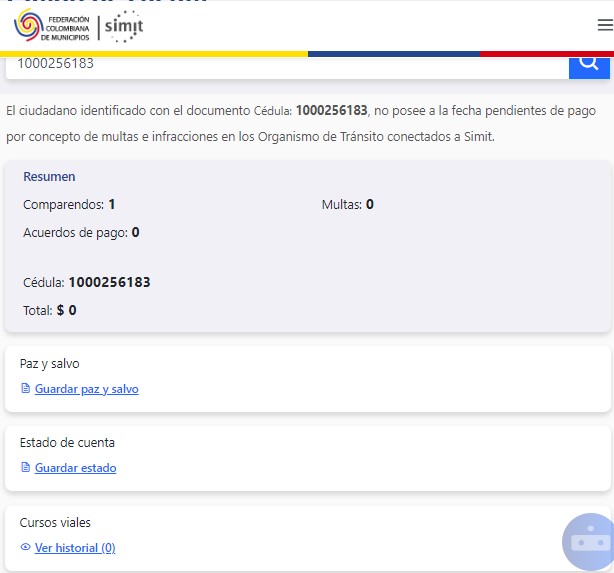 FEDERACIÓN
COLOMBIANA
DE MUNICIPIOS
simit
1000256183
El ciudadano identificado con el documento Cédula: 1000256183, no posee a la fecha pendientes de pago
por concepto de multas e infracciones en los Organismo de Tránsito conectados a Simit.
Resumen
Comparendos: 1
Multas: 0
Acuerdos de pago: 0
Cédula: 1000256183
Total: $ 0
Paz y salvo
Guardar paz y salvo
Estado de cuenta
Guardar estado
Cursos viales
Ver historial (0)